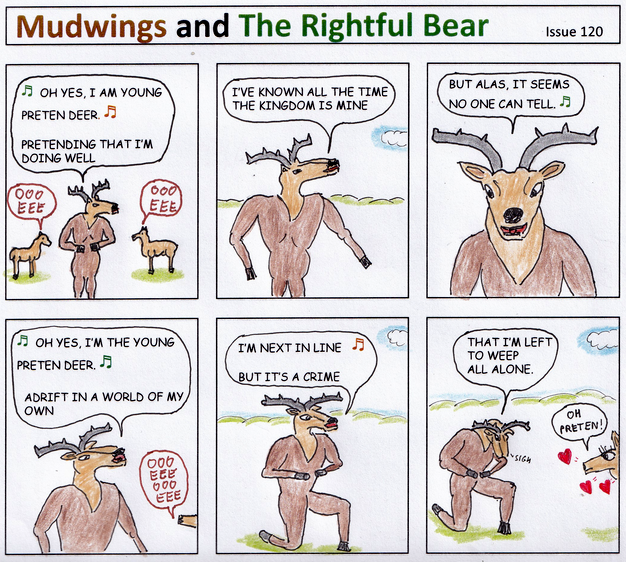 Mudwings and The Rightful Bear
Issue 120
OH YES, I AM YOUNG
PRETEN DEER.
PRETENDING THAT I'M
DOING WELL
OOO
EEE
OOO
EEE
I'VE KNOWN ALL THE TIME
THE KINGDOM IS MINE
BUT ALAS, IT SEEMS
NO ONE CAN TELL.
OH YES, I'M THE YOUNG
PRETEN DEER.
ADRIFT IN A WORLD OF MY
OWN
OOO
EEE
OOO
EEE
I'M NEXT IN LINE
BUT IT'S A CRIME
THAT I'M LEFT
TO WEEP
ALL ALONE.
SIGH
OH
PRETEN!